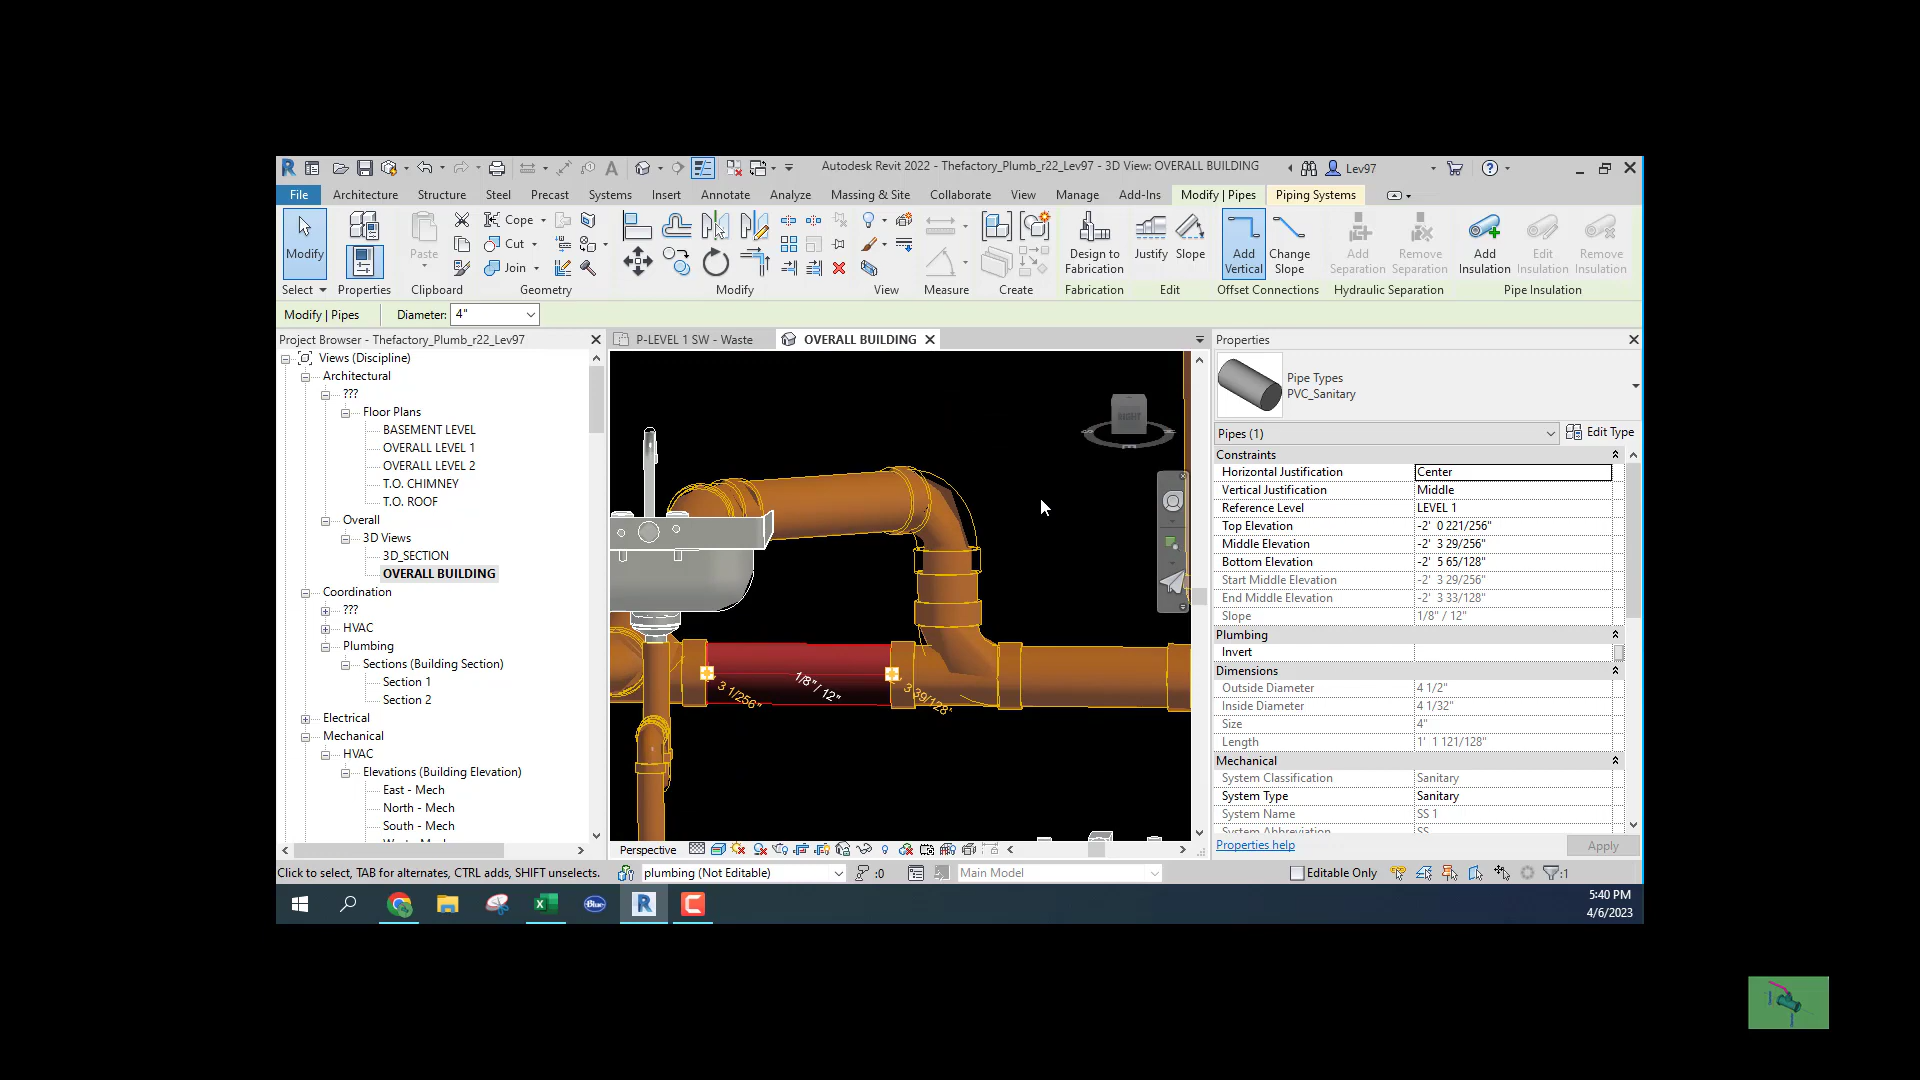 Autodesk Revit 2022 - Thefactory_Plumb_r22_Lev97 - 3D View: OVERALL BUILDING
Lev97
File Architecture Structure Steel Precast Systems Insert Annotate Analyze Massing & Site Collaborate View Manage Add-Ins Modify | Pipes Piping Systems
Modify
Paste
Cope
Cut
Join
Design to Fabrication
Justify
Slope
Add Vertical
Change Slope
Add Separation
Remove Separation
Add Insulation
Edit Insulation
Remove Insulation
Select Properties Clipboard Geometry Modify View Measure Create Fabrication Edit Offset Connections Hydraulic Separation Pipe Insulation
Modify | Pipes Diameter: 4"
Project Browser - Thefactory_Plumb_r22_Lev97
Views (Discipline)
Architectural
???
Floor Plans
BASEMENT LEVEL
OVERALL LEVEL 1
OVERALL LEVEL 2
T.O. CHIMNEY
T.O. ROOF
Overall
3D Views
3D_SECTION
OVERALL BUILDING
Coordination
???
HVAC
Plumbing
Sections (Building Section)
Section 1
Section 2
Electrical
Mechanical
HVAC
Elevations (Building Elevation)
East - Mech
North - Mech
South - Mech
P-LEVEL 1 SW - Waste
OVERALL BUILDING
RIGHT
3 1/256"
1/8" / 12"
3 39/128"
Perspective
Properties
Pipe Types
PVC_Sanitary
Pipes (1) Edit Type
Constraints
Horizontal Justification Center
Vertical Justification Middle
Reference Level LEVEL 1
Top Elevation -2' 0 221/256"
Middle Elevation -2' 3 29/256"
Bottom Elevation -2' 5 65/128"
Start Middle Elevation -2' 3 29/256"
End Middle Elevation -2' 3 33/128"
Slope 1/8" / 12"
Plumbing
Invert
Dimensions
Outside Diameter 4 1/2"
Inside Diameter 4 1/32"
Size 4"
Length 1' 1 121/128"
Mechanical
System Classification Sanitary
System Type Sanitary
System Name SS 1
System Abbreviation SS
Properties help Apply
Click to select, TAB for alternates, CTRL adds, SHIFT unselects. plumbing (Not Editable) :0 Main Model Editable Only :1
Blue
5:40 PM
4/6/2023